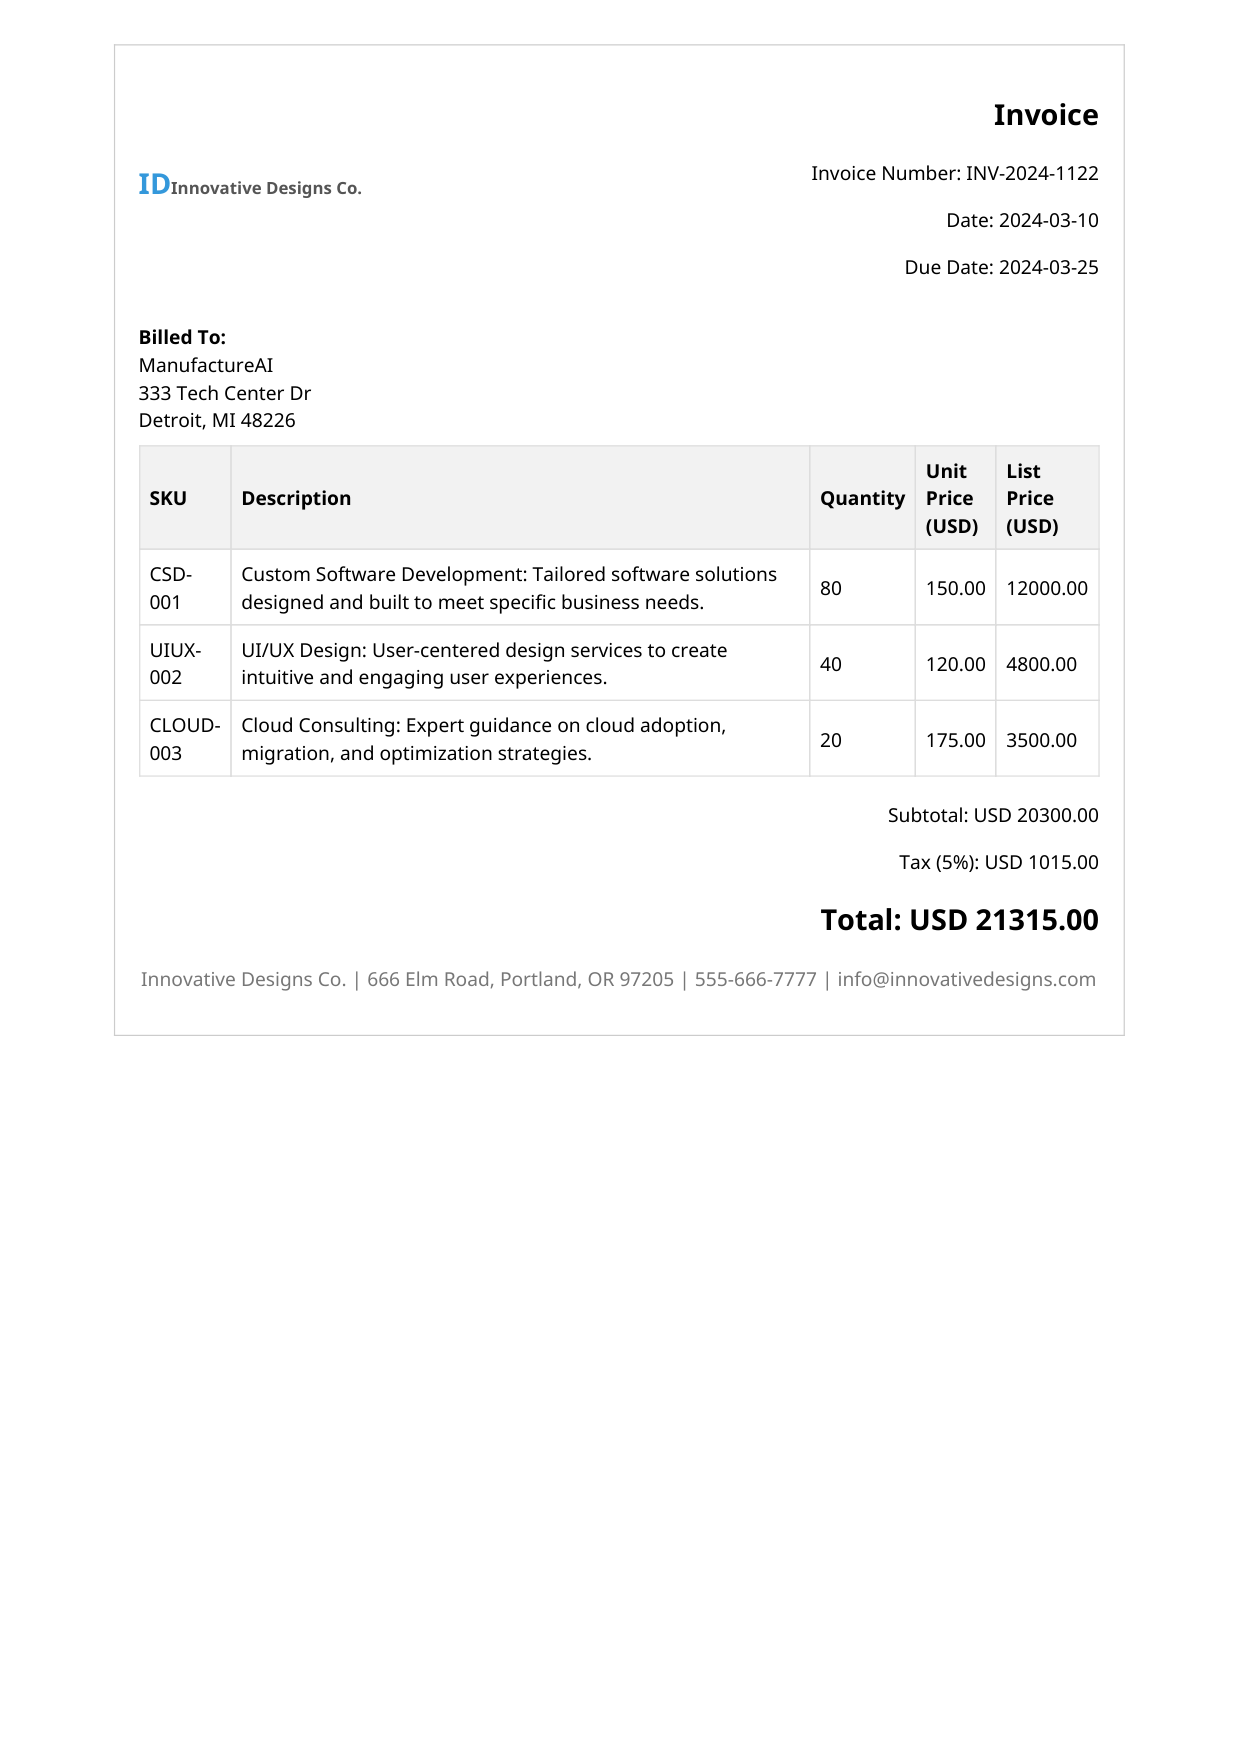 Invoice
IDInnovative Designs Co.
Invoice Number: INV-2024-1122
Date: 2024-03-10
Due Date: 2024-03-25
Billed To:
ManufactureAI
333 Tech Center Dr
Detroit, MI 48226
SKU Description Quantity Unit Price (USD) List Price (USD)
CSD-001 Custom Software Development: Tailored software solutions designed and built to meet specific business needs. 80 150.00 12000.00
UIUX-002 UI/UX Design: User-centered design services to create intuitive and engaging user experiences. 40 120.00 4800.00
CLOUD-003 Cloud Consulting: Expert guidance on cloud adoption, migration, and optimization strategies. 20 175.00 3500.00
Subtotal: USD 20300.00
Tax (5%): USD 1015.00
Total: USD 21315.00
Innovative Designs Co. | 666 Elm Road, Portland, OR 97205 | 555-666-7777 | info@innovativedesigns.com